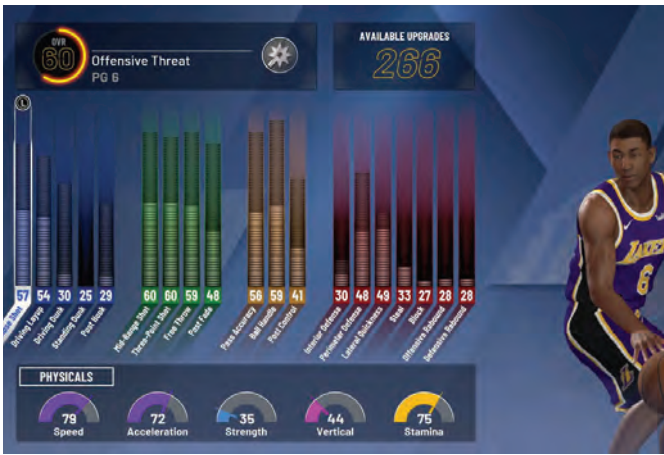 OVR
60
Offensive Threat
PG 6
AVAILABLE UPGRADES
266
L
57 54 30 25 29
Shot
Driving Layup
Driving Dunk
Standing Dunk
Post Hook
60 60 59 48
Mid-Range Shot
Three-Point Shot
Free Throw
Post Fade
56 59 41
Pass Accuracy
Ball Handle
Post Control
30 48 49 33 27 28 28
Interior Defense
Perimeter Defense
Lateral Quickness
Steal
Block
Offensive Rebound
Defensive Rebound
PHYSICALS
79 72 35 44 75
Speed Acceleration Strength Vertical Stamina
LAKERS
6